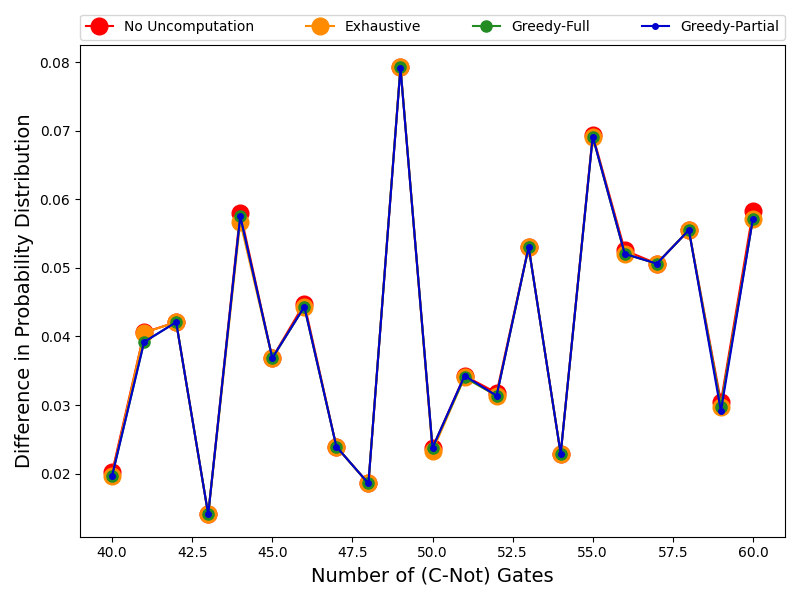 No Uncomputation Exhaustive Greedy-Full Greedy-Partial
Difference in Probability Distribution
0.08
0.07
0.06
0.05
0.04
0.03
0.02
40.0 42.5 45.0 47.5 50.0 52.5 55.0 57.5 60.0
Number of (C-Not) Gates